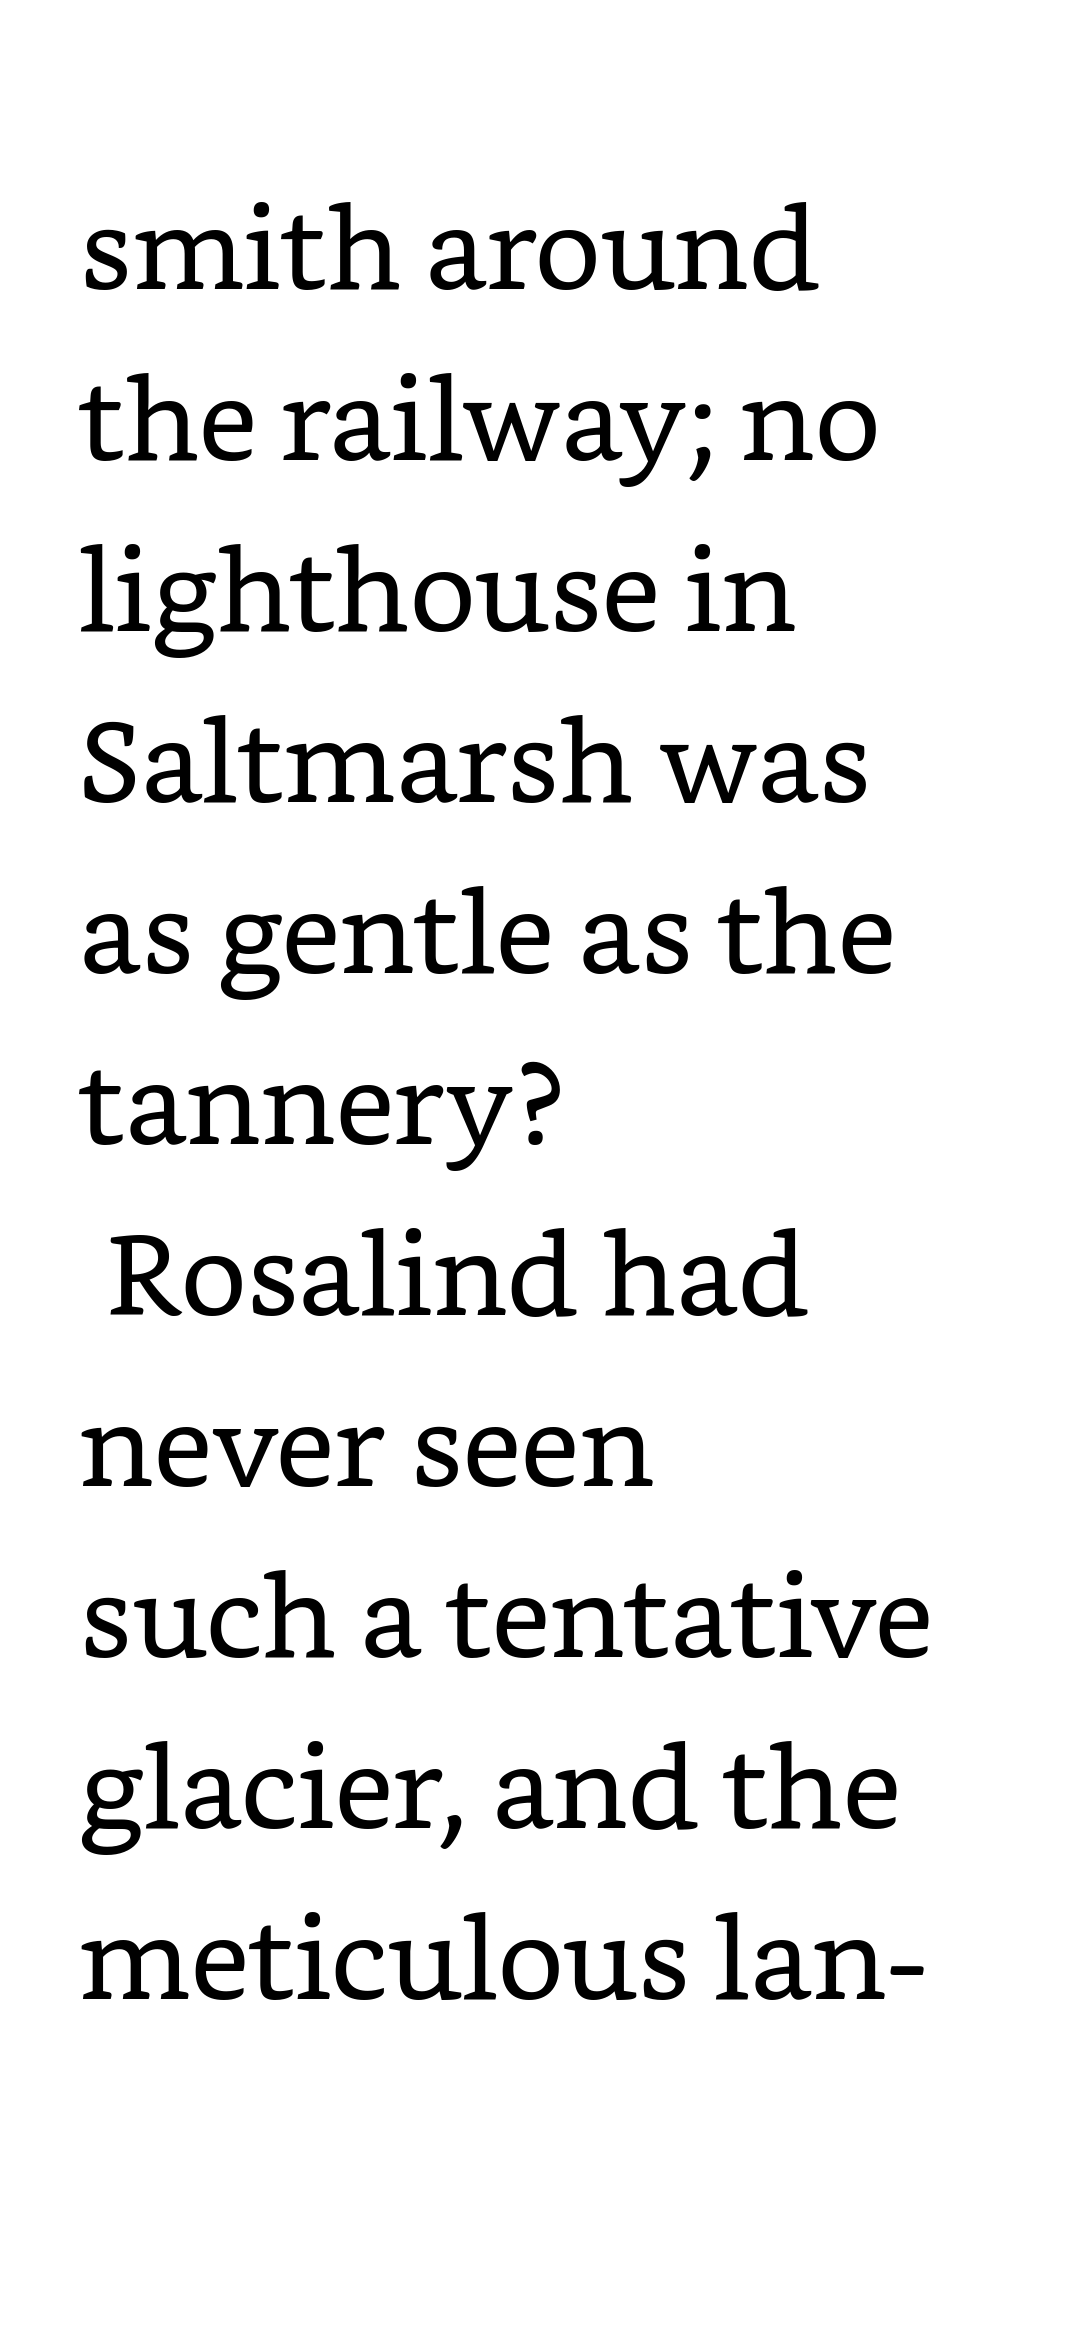 smith around
the railway; no
lighthouse in
Saltmarsh was
as gentle as the
tannery?
Rosalind had
never seen
such a tentative
glacier, and the
meticulous lan-